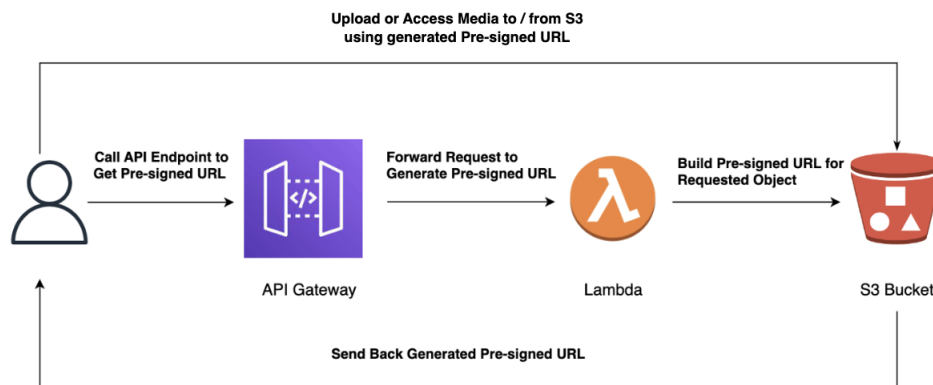 Upload or Access Media to / from S3
using generated Pre-signed URL
Call API Endpoint to
Get Pre-signed URL
Forward Request to
Generate Pre-signed URL
Build Pre-signed URL for
Requested Object
</>
API Gateway
Lambda
S3 Bucket
Send Back Generated Pre-signed URL